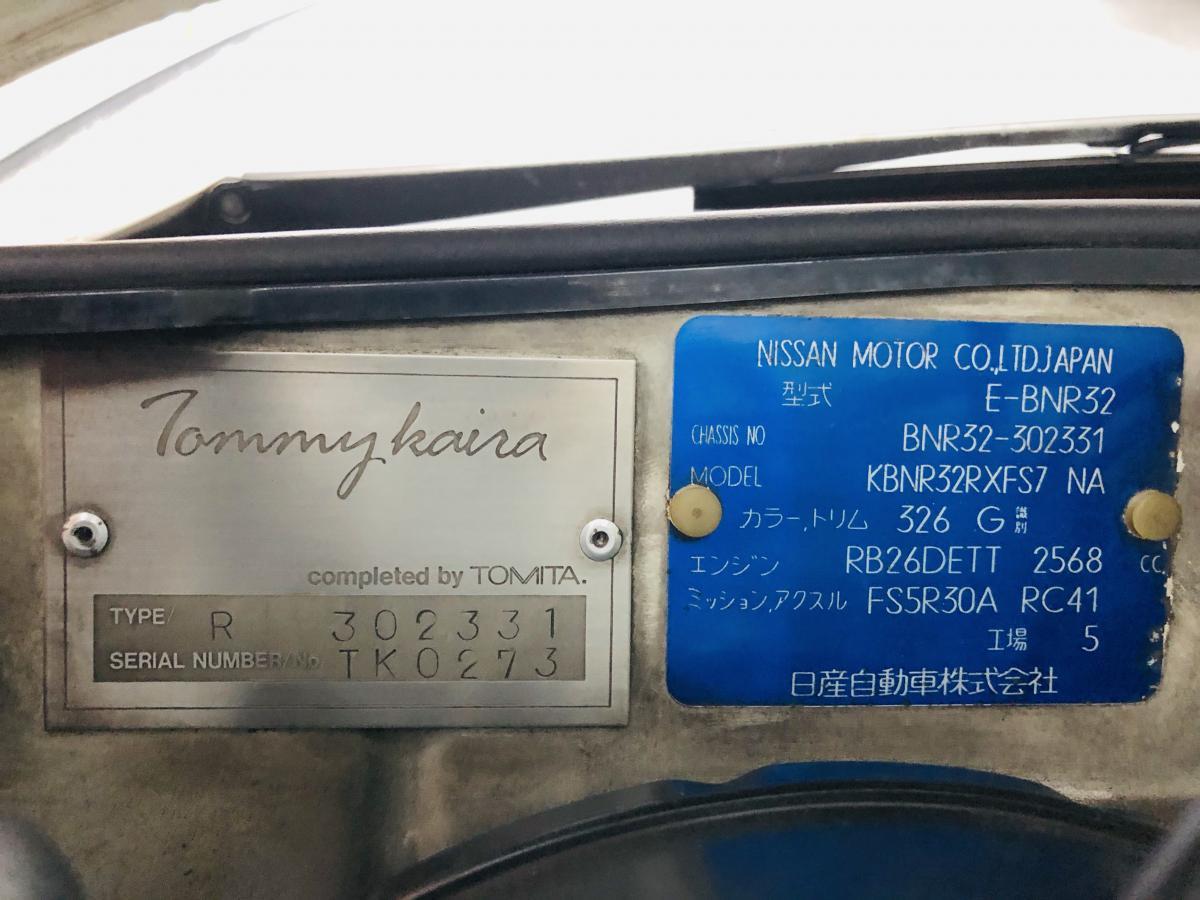 Tommykaira
completed by TOMITA.
TYPE/ R 302331
SERIAL NUMBER/No TK0273
NISSAN MOTOR CO.,LTD.JAPAN
型式 E-BNR32
CHASSIS NO BNR32-302331
MODEL KBNR32RXFS7 NA
カラー,トリム 326 G 識別
エンジン RB26DETT 2568 CC
ミッション,アクスル FS5R30A RC41
工場 5
日産自動車株式会社